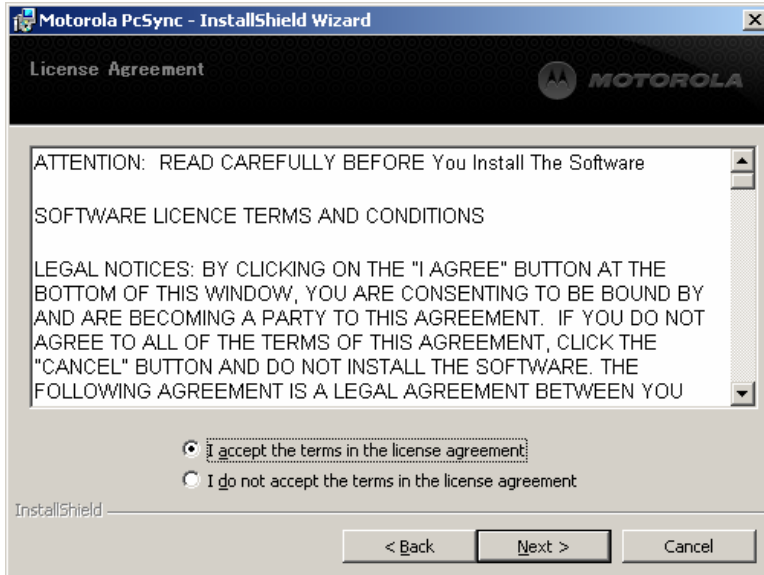 Motorola PcSync - InstallShield Wizard
License Agreement
MOTOROLA
ATTENTION:  READ CAREFULLY BEFORE You Install The Software
SOFTWARE LICENCE TERMS AND CONDITIONS
LEGAL NOTICES: BY CLICKING ON THE "I AGREE" BUTTON AT THE
BOTTOM OF THIS WINDOW, YOU ARE CONSENTING TO BE BOUND BY
AND ARE BECOMING A PARTY TO THIS AGREEMENT.  IF YOU DO NOT
AGREE TO ALL OF THE TERMS OF THIS AGREEMENT, CLICK THE
"CANCEL" BUTTON AND DO NOT INSTALL THE SOFTWARE. THE
FOLLOWING AGREEMENT IS A LEGAL AGREEMENT BETWEEN YOU
I accept the terms in the license agreement
I do not accept the terms in the license agreement
InstallShield
< Back
Next >
Cancel